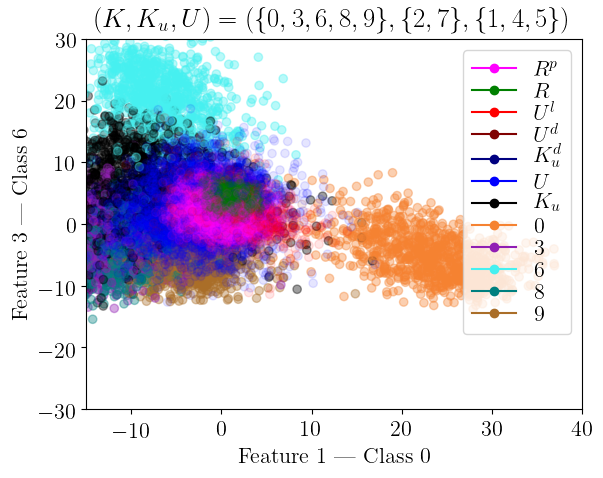 (K, K_u, U) = ({0, 3, 6, 8, 9}, {2, 7}, {1, 4, 5})
30
20
10
0
−10
−20
−30
Feature 3 — Class 6
−10
0
10
20
30
40
Feature 1 — Class 0
R^p
R
U^l
U^d
K_u^d
U
K_u
0
3
6
8
9